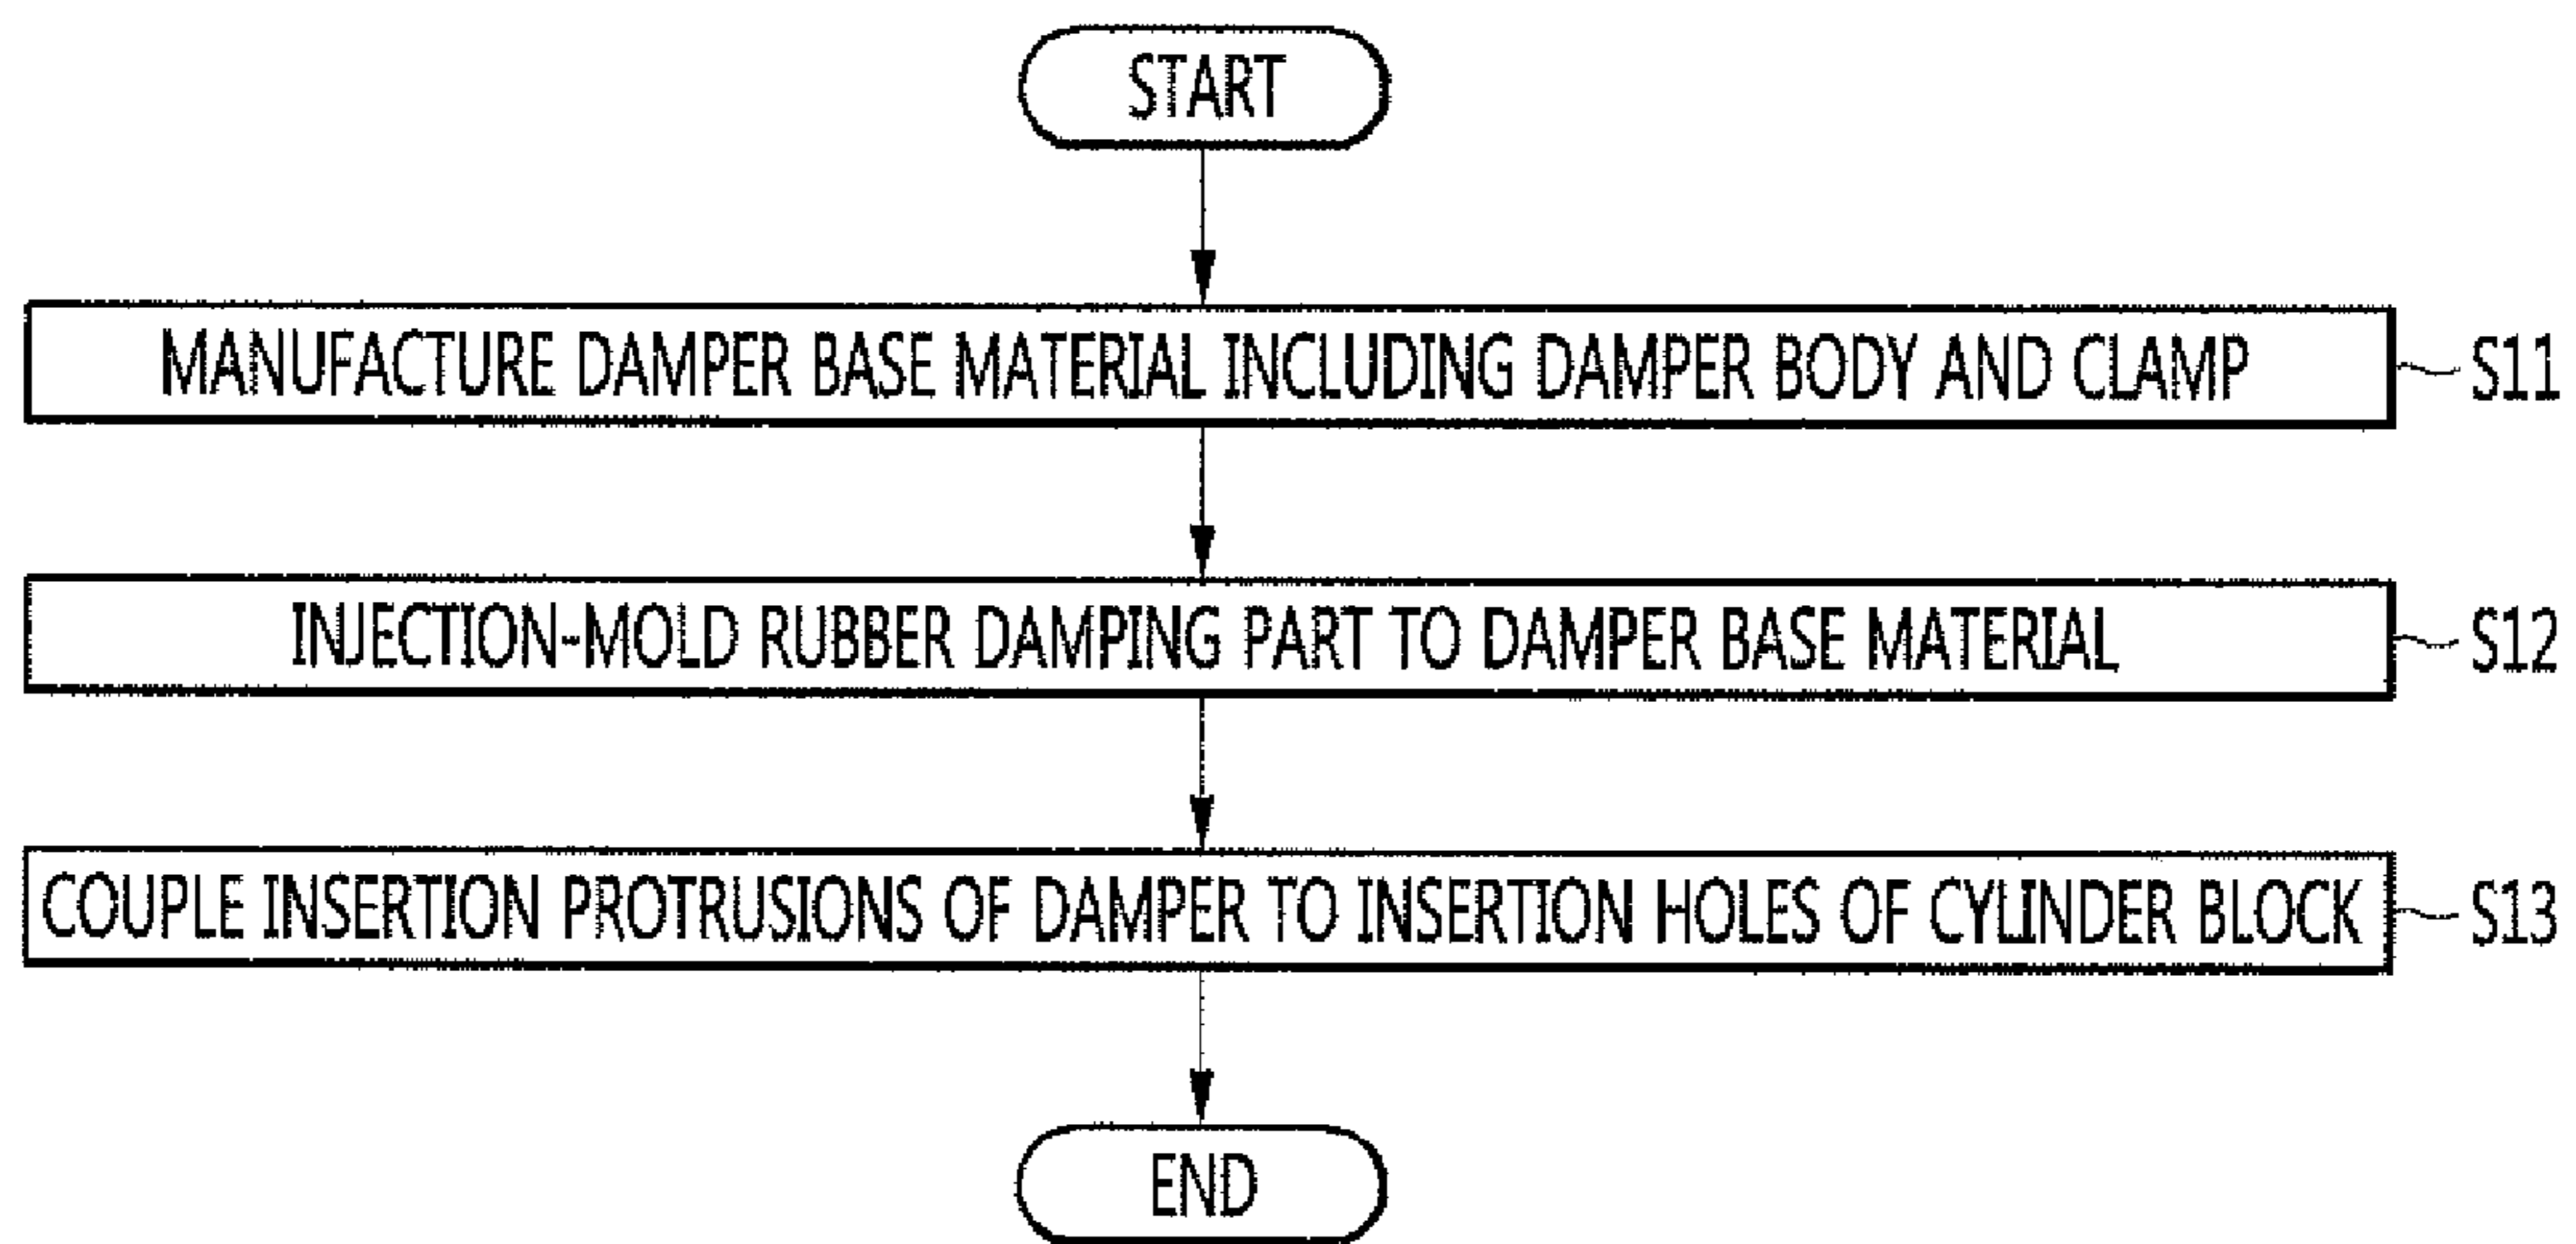 START
MANUFACTURE DAMPER BASE MATERIAL INCLUDING DAMPER BODY AND CLAMP S11
INJECTION-MOLD RUBBER DAMPING PART TO DAMPER BASE MATERIAL S12
COUPLE INSERTION PROTRUSIONS OF DAMPER TO INSERTION HOLES OF CYLINDER BLOCK S13
END